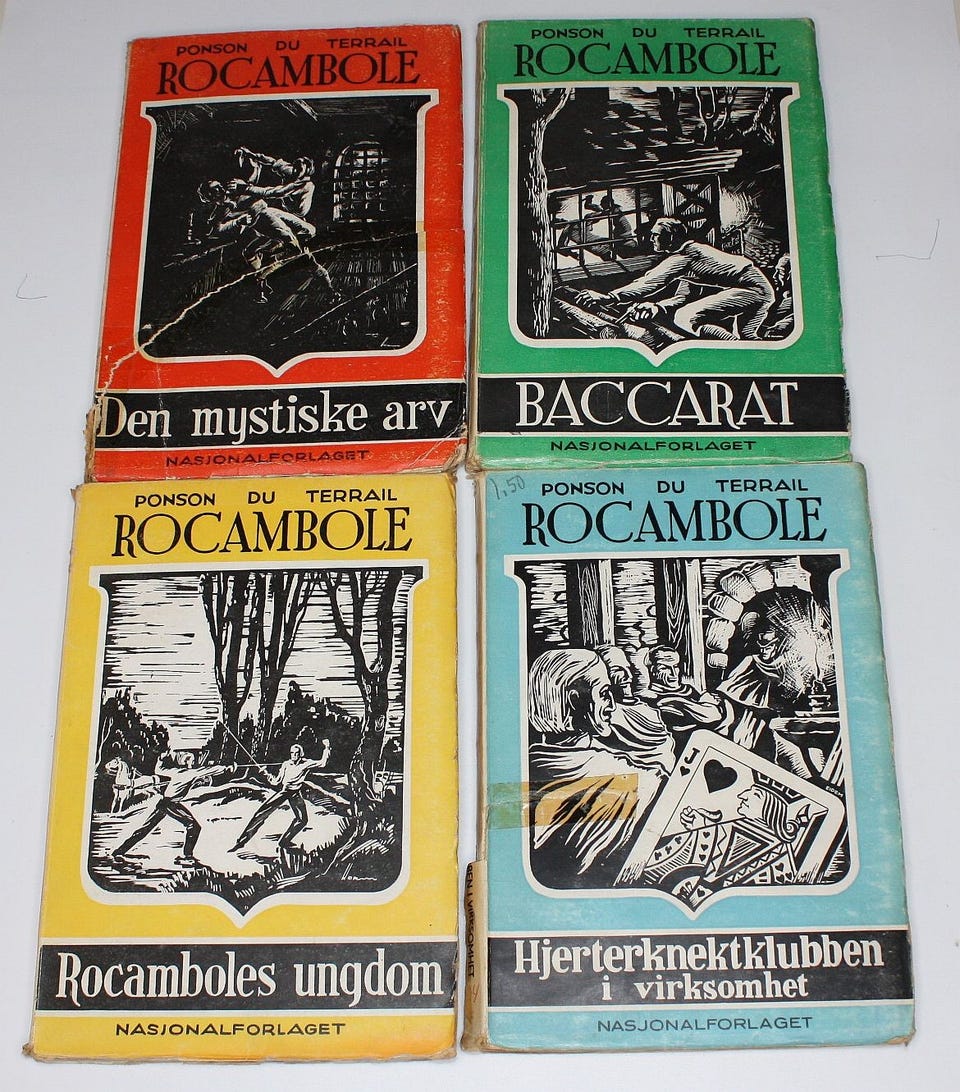 PONSON DU TERRAIL
ROCAMBOLE
Den mystiske arv
NASJONALFORLAGET
PONSON DU TERRAIL
ROCAMBOLE
BACCARAT
NASJONALFORLAGET
PONSON DU TERRAIL
ROCAMBOLE
Rocamboles ungdom
NASJONALFORLAGET
1,50
PONSON DU TERRAIL
ROCAMBOLE
J
Hjerterknektklubben
i virksomhet
NASJONALFORLAGET